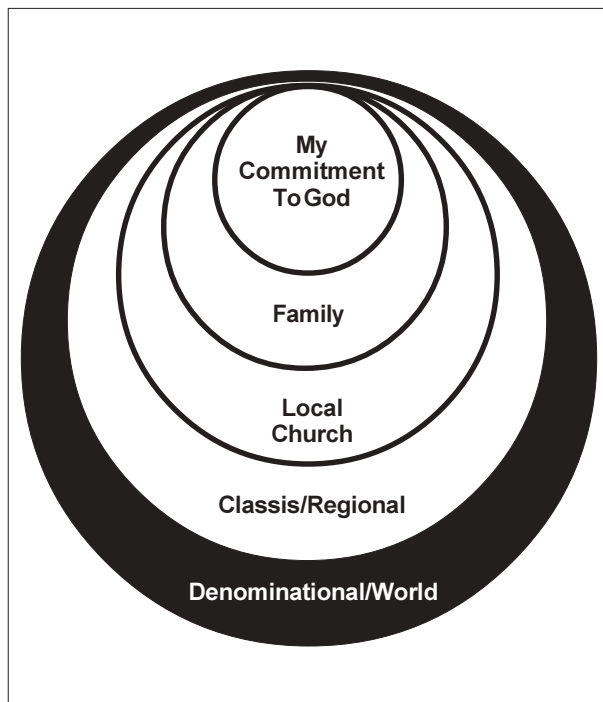 My
Commitment
To God
Family
Local
Church
Classis/Regional
Denominational/World